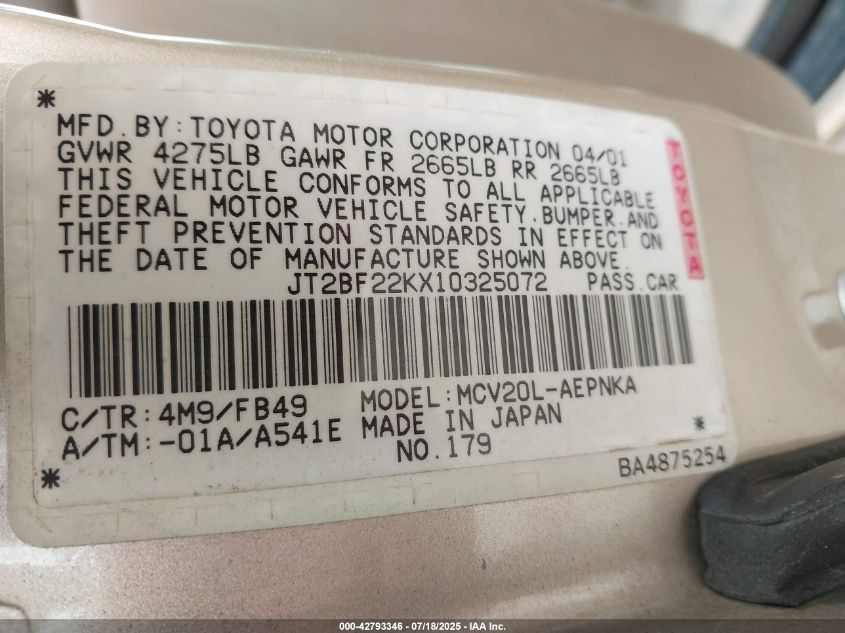 MFD.BY:TOYOTA MOTOR CORPORATION 04/01
GVWR 4275LB GAWR FR 2665LB RR 2665LB
THIS VEHICLE CONFORMS TO ALL APPLICABLE
FEDERAL MOTOR VEHICLE SAFETY.BUMPER.AND
THEFT PREVENTION STANDARDS IN EFFECT ON
THE DATE OF MANUFACTURE SHOWN ABOVE.
JT2BF22KX10325072 PASS.CAR
TOYOTA
C/TR:4M9/FB49 MODEL:MCV20L-AEPNKA
A/TM:-01A/A541E MADE IN JAPAN
NO.179
BA4875254
000-42793346 - 07/18/2025 - IAA Inc.